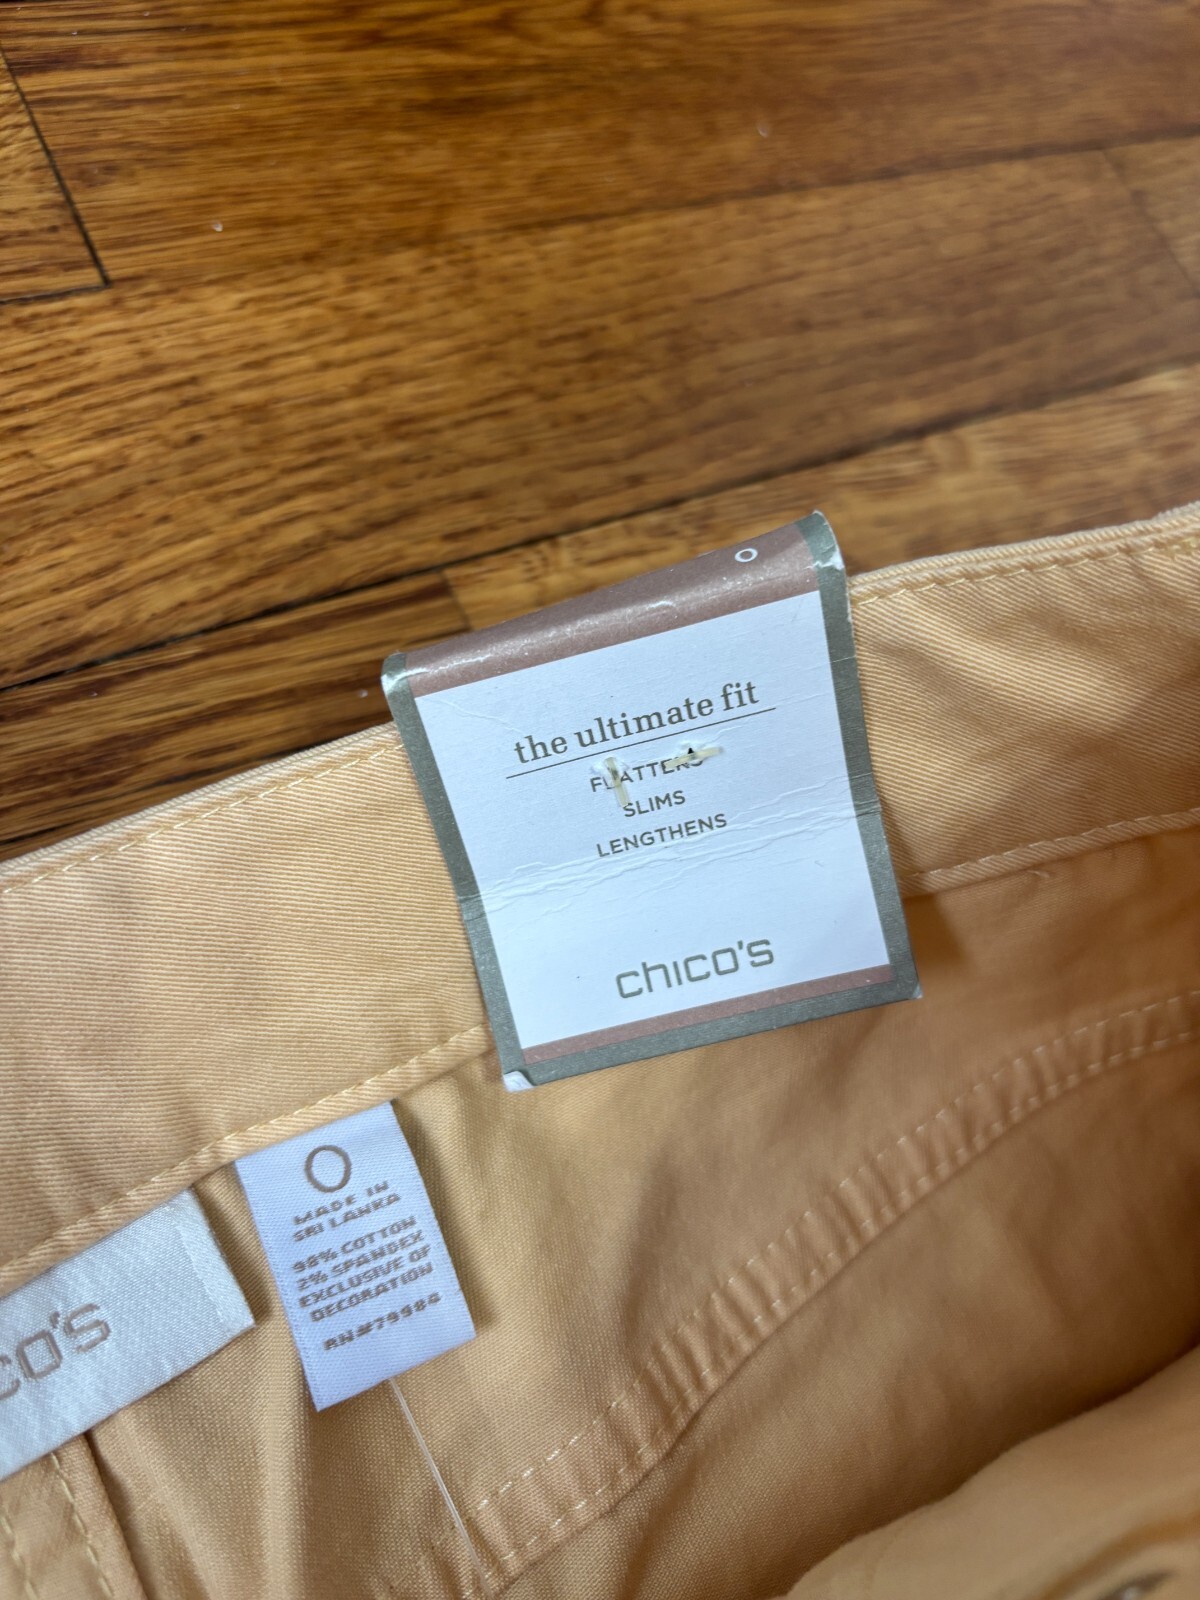 O
the ultimate fit
FLATTERS
SLIMS
LENGTHENS
chico's
O
MADE IN
SRI LANKA
98% COTTON
2% SPANDEX
EXCLUSIVE OF
DECORATION
RN#79984
co's